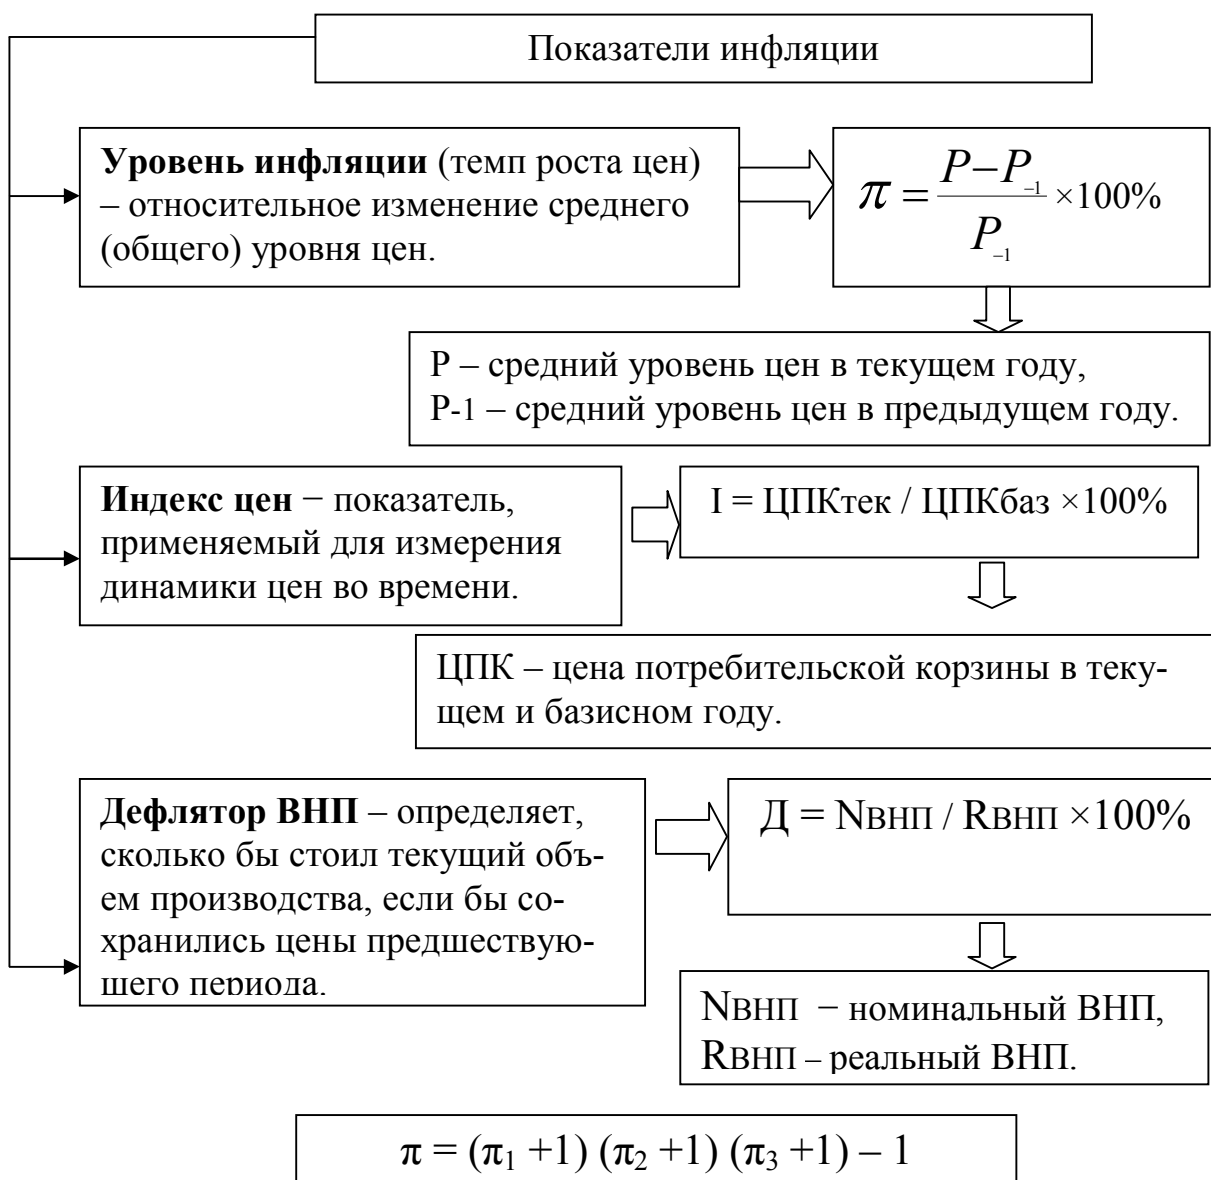 Показатели инфляции
Уровень инфляции (темп роста цен)
– относительное изменение среднего
(общего) уровня цен.
π = (P − P₋₁) / P₋₁ ×100%
P – средний уровень цен в текущем году,
P-1 – средний уровень цен в предыдущем году.
Индекс цен − показатель,
применяемый для измерения
динамики цен во времени.
I = ЦПКтек / ЦПКбаз ×100%
ЦПК – цена потребительской корзины в теку-
щем и базисном году.
Дефлятор ВНП – определяет,
сколько бы стоил текущий объ-
ем производства, если бы со-
хранились цены предшествую-
щего периода.
Д = NВНП / RВНП ×100%
NВНП − номинальный ВНП,
RВНП – реальный ВНП.
π = (π₁ +1) (π₂ +1) (π₃ +1) – 1